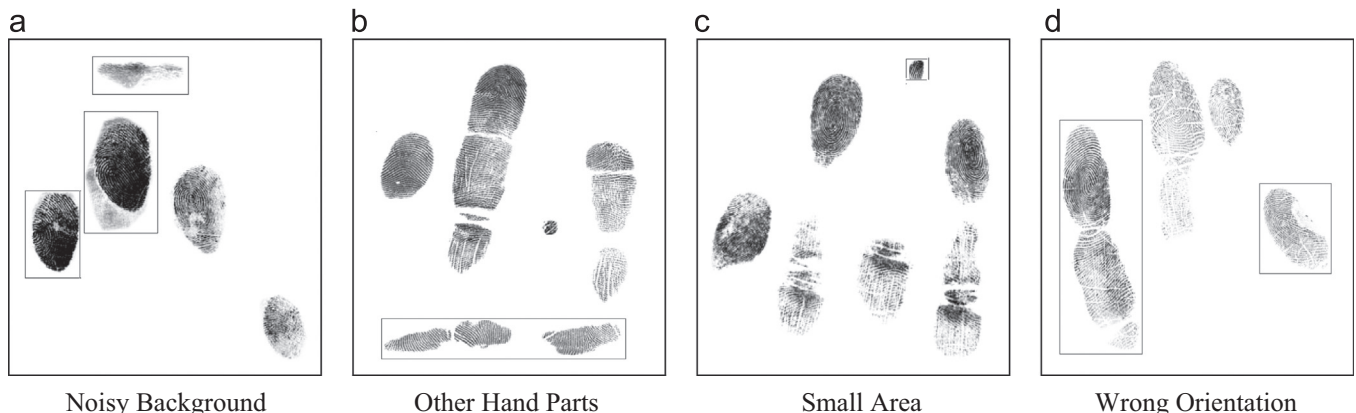 a
b
c
d
Noisy Background
Other Hand Parts
Small Area
Wrong Orientation